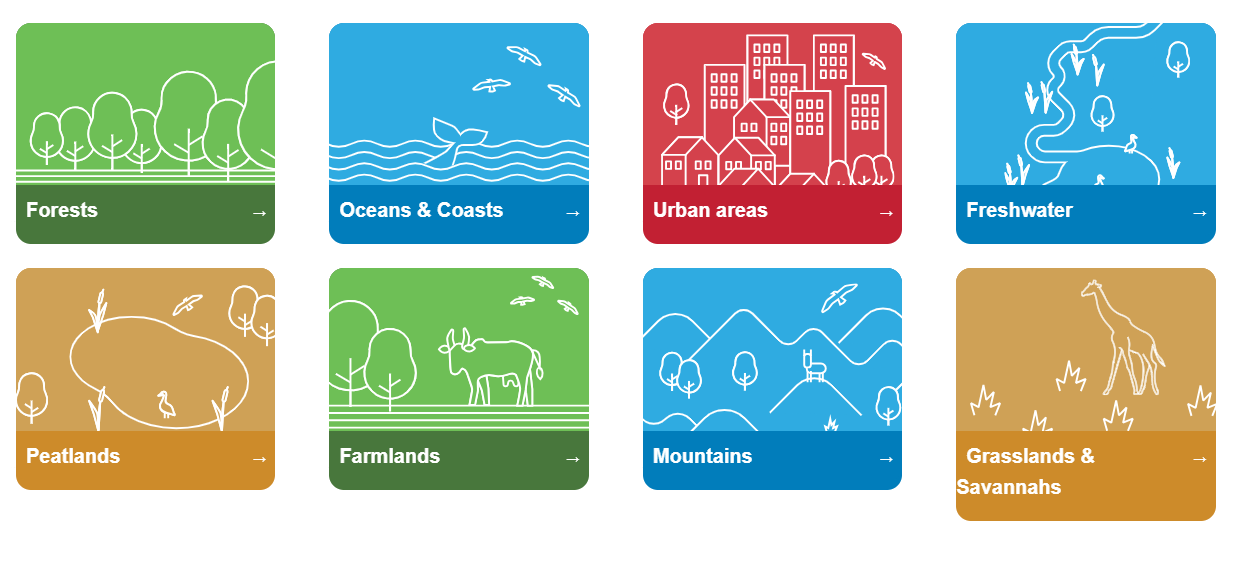 Forests →
Oceans & Coasts →
Urban areas →
Freshwater →
Peatlands →
Farmlands →
Mountains →
Grasslands & →
Savannahs